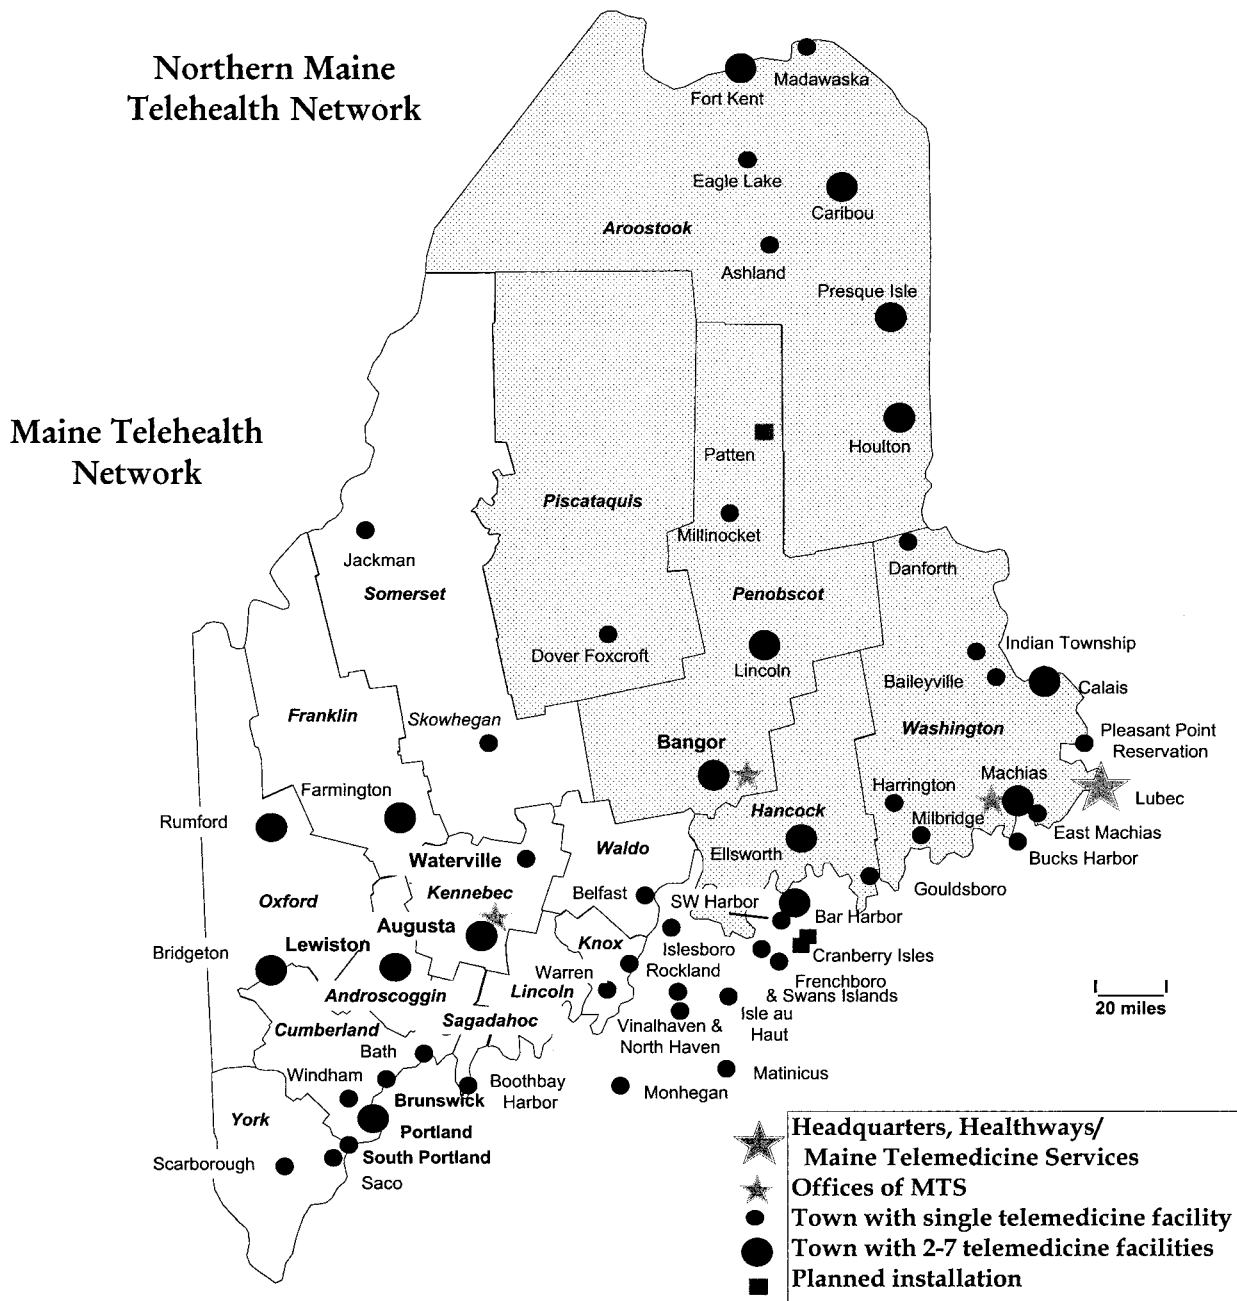 Northern Maine
Telehealth Network
Madawaska
Fort Kent
Eagle Lake
Caribou
Aroostook
Ashland
Presque Isle
Maine Telehealth
Network
Houlton
Patten
Piscataquis
Millinocket
Jackman
Danforth
Somerset
Penobscot
Indian Township
Dover Foxcroft
Lincoln
Baileyville
Calais
Franklin
Skowhegan
Washington
Pleasant Point
Reservation
Bangor
Machias
Farmington
Harrington
Lubec
Rumford
Hancock
Milbridge
East Machias
Waterville
Waldo
Ellsworth
Bucks Harbor
Kennebec
Belfast
Gouldsboro
Oxford
SW Harbor
Bar Harbor
Augusta
Lewiston
Knox
Islesboro
Cranberry Isles
Bridgeton
Warren
Rockland
Frenchboro
& Swans Islands
Androscoggin
Lincoln
Isle au
Haut
20 miles
Cumberland
Sagadahoc
Vinalhaven &
North Haven
Bath
Windham
Boothbay
Harbor
Matinicus
Monhegan
Brunswick
York
Portland
South Portland
Scarborough
Saco
Headquarters, Healthways/
Maine Telemedicine Services
Offices of MTS
Town with single telemedicine facility
Town with 2-7 telemedicine facilities
Planned installation